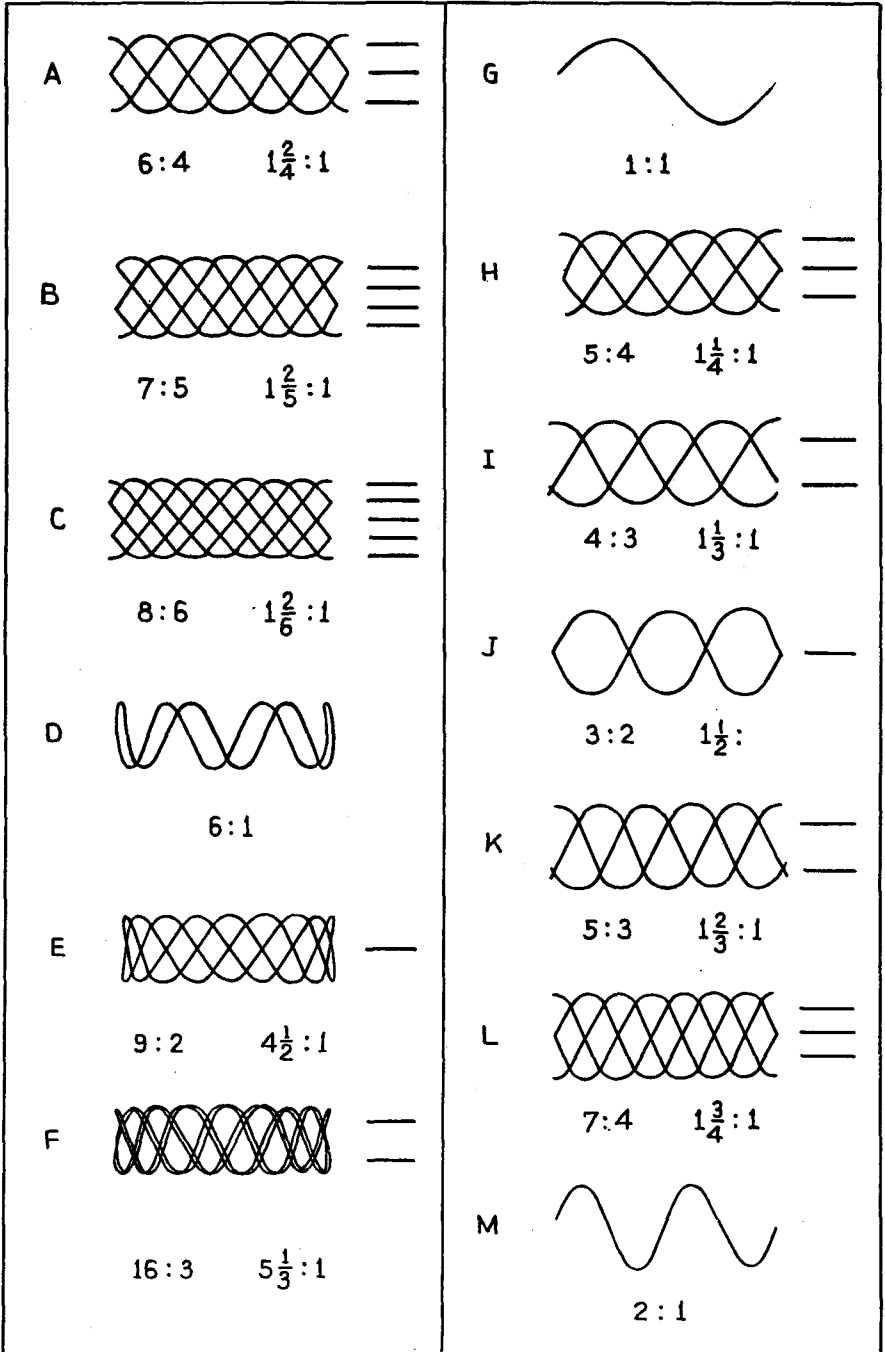 A
6:4 1 2/4 :1
B
7:5 1 2/5 :1
C
8:6 1 2/6 :1
D
6:1
E
9:2 4 1/2 :1
F
16:3 5 1/3 :1
G
1:1
H
5:4 1 1/4 :1
I
4:3 1 1/3 :1
J
3:2 1 1/2 :
K
5:3 1 2/3 :1
L
7:4 1 3/4 :1
M
2:1